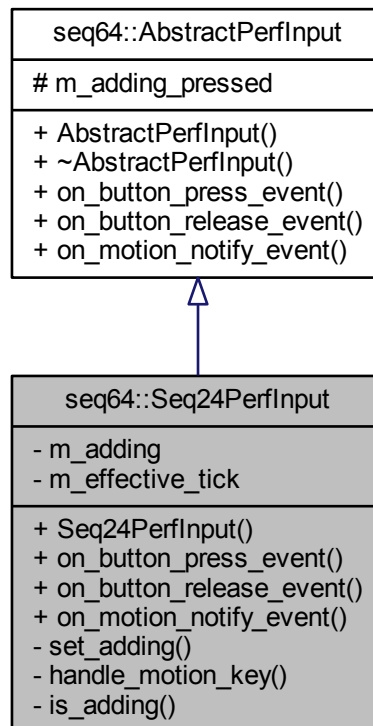 seq64::AbstractPerfInput
# m_adding_pressed
+ AbstractPerfInput()
+ ~AbstractPerfInput()
+ on_button_press_event()
+ on_button_release_event()
+ on_motion_notify_event()
seq64::Seq24PerfInput
- m_adding
- m_effective_tick
+ Seq24PerfInput()
+ on_button_press_event()
+ on_button_release_event()
+ on_motion_notify_event()
- set_adding()
- handle_motion_key()
- is_adding()